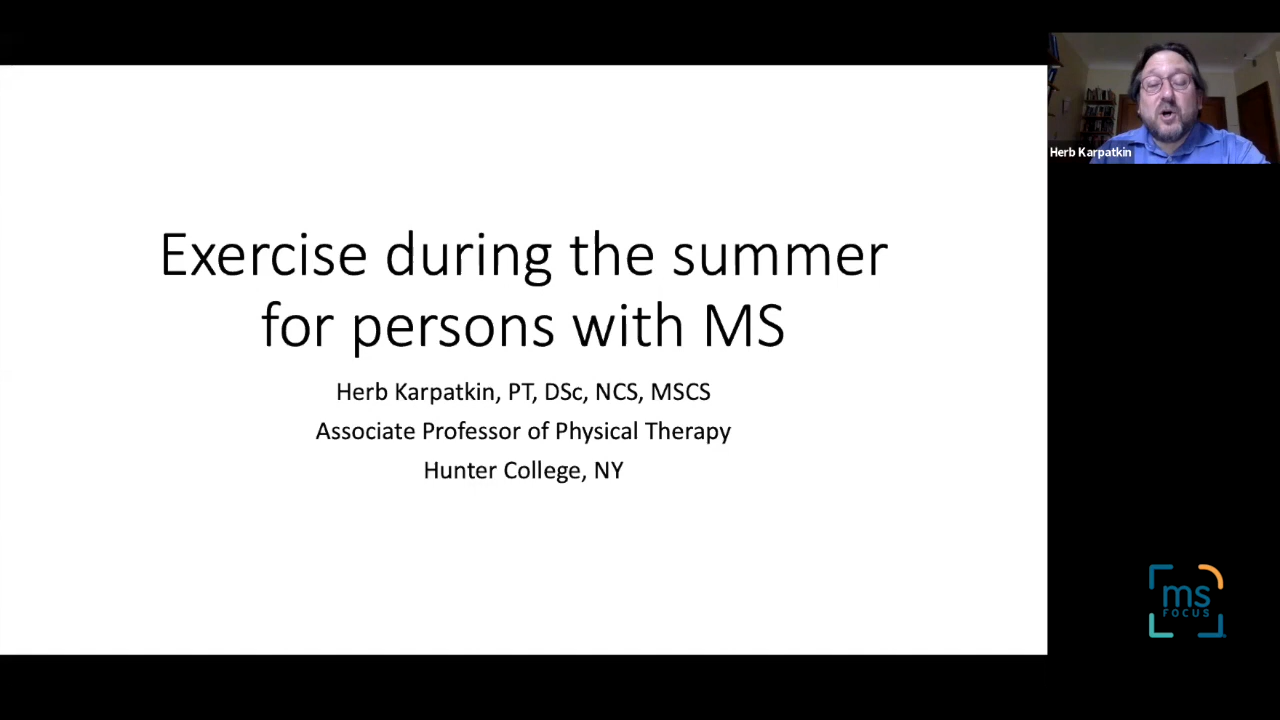 Exercise during the summer
for persons with MS
Herb Karpatkin, PT, DSc, NCS, MSCS
Associate Professor of Physical Therapy
Hunter College, NY
Herb Karpatkin
ms
FOCUS